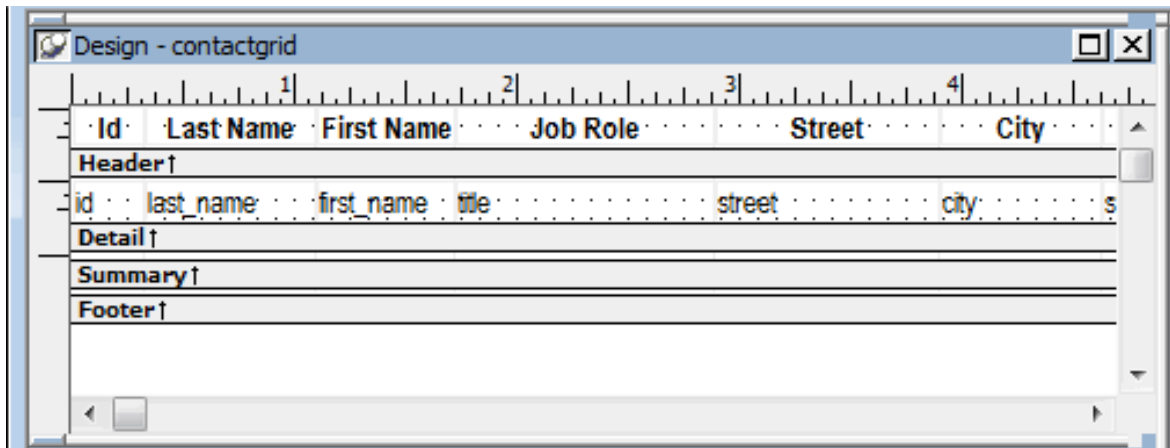 Design - contactgrid
1 2 3 4
Id Last Name First Name Job Role Street City
Header↑
id last_name first_name title street city s
Detail↑
Summary↑
Footer↑